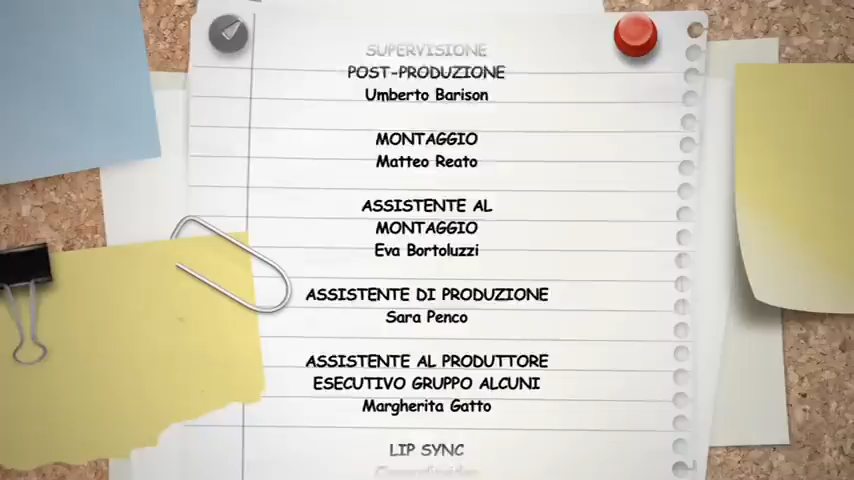 SUPERVISIONE
POST-PRODUZIONE
Umberto Barison
MONTAGGIO
Matteo Reato
ASSISTENTE AL
MONTAGGIO
Eva Bortoluzzi
ASSISTENTE DI PRODUZIONE
Sara Penco
ASSISTENTE AL PRODUTTORE
ESECUTIVO GRUPPO ALCUNI
Margherita Gatto
LIP SYNC